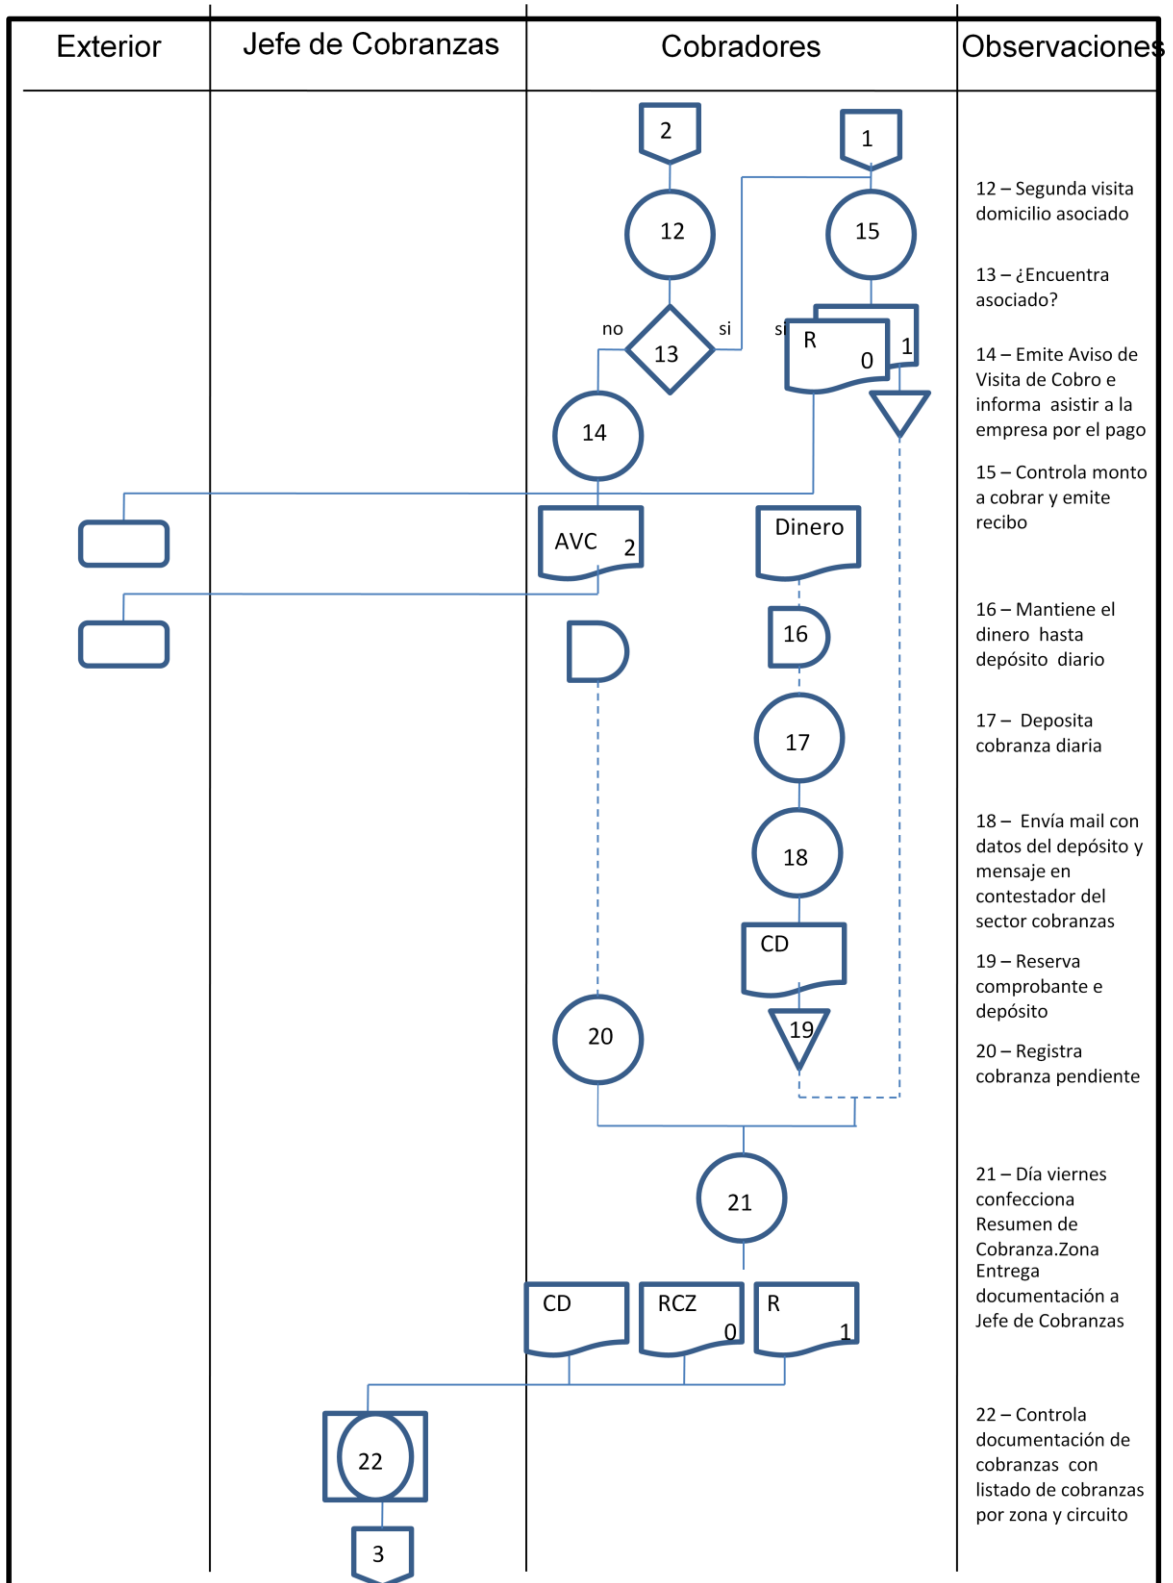 Exterior
Jefe de Cobranzas
Cobradores
Observaciones
2
1
12
15
no
13
si
si
R
0
1
14
AVC
2
Dinero
16
17
18
CD
19
20
21
CD
RCZ
0
R
1
22
3
12 – Segunda visita
domicilio asociado
13 – ¿Encuentra
asociado?
14 – Emite Aviso de
Visita de Cobro e
informa asistir a la
empresa por el pago
15 – Controla monto
a cobrar y emite
recibo
16 – Mantiene el
dinero hasta
depósito diario
17 – Deposita
cobranza diaria
18 – Envía mail con
datos del depósito y
mensaje en
contestador del
sector cobranzas
19 – Reserva
comprobante e
depósito
20 – Registra
cobranza pendiente
21 – Día viernes
confecciona
Resumen de
Cobranza.Zona
Entrega
documentación a
Jefe de Cobranzas
22 – Controla
documentación de
cobranzas con
listado de cobranzas
por zona y circuito